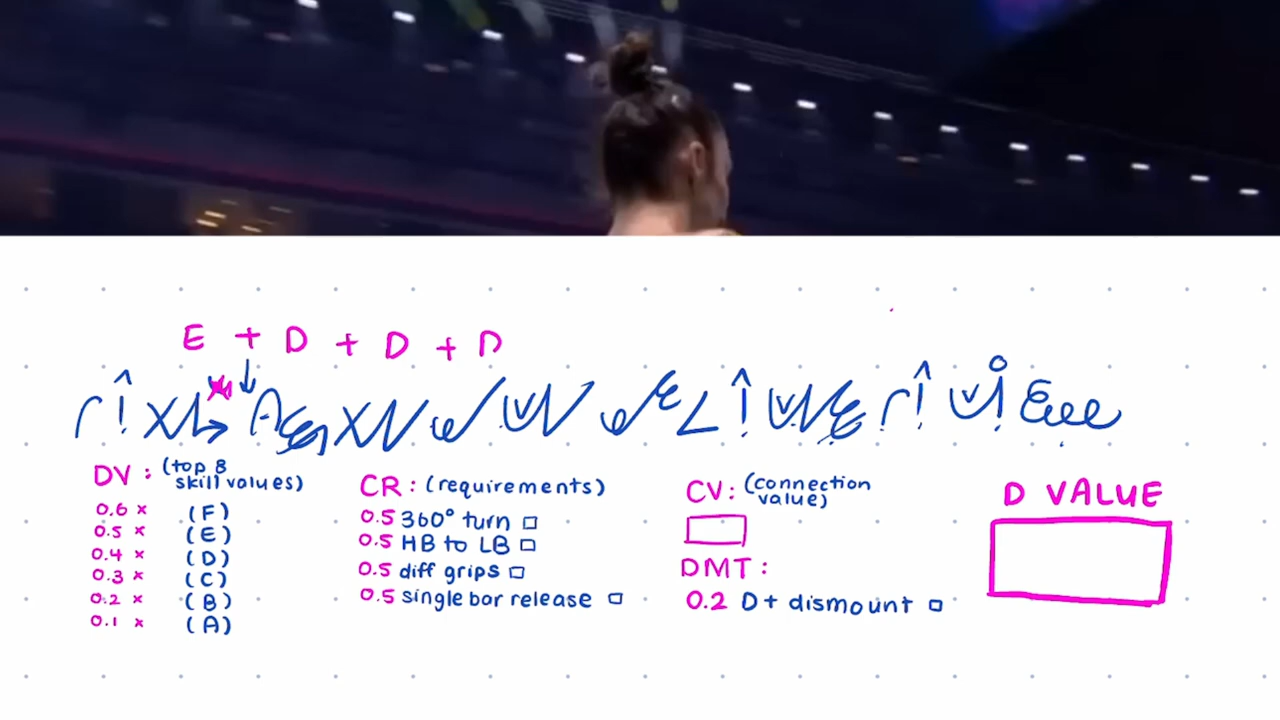 E + D + D + D
DV : (top 8
skill values)
0.6 × (F)
0.5 × (E)
0.4 × (D)
0.3 × (C)
0.2 × (B)
0.1 × (A)
CR: (requirements)
0.5 360° turn □
0.5 HB to LB □
0.5 diff grips □
0.5 single bar release □
CV: (connection
value)
DMT:
0.2 D+ dismount □
D VALUE